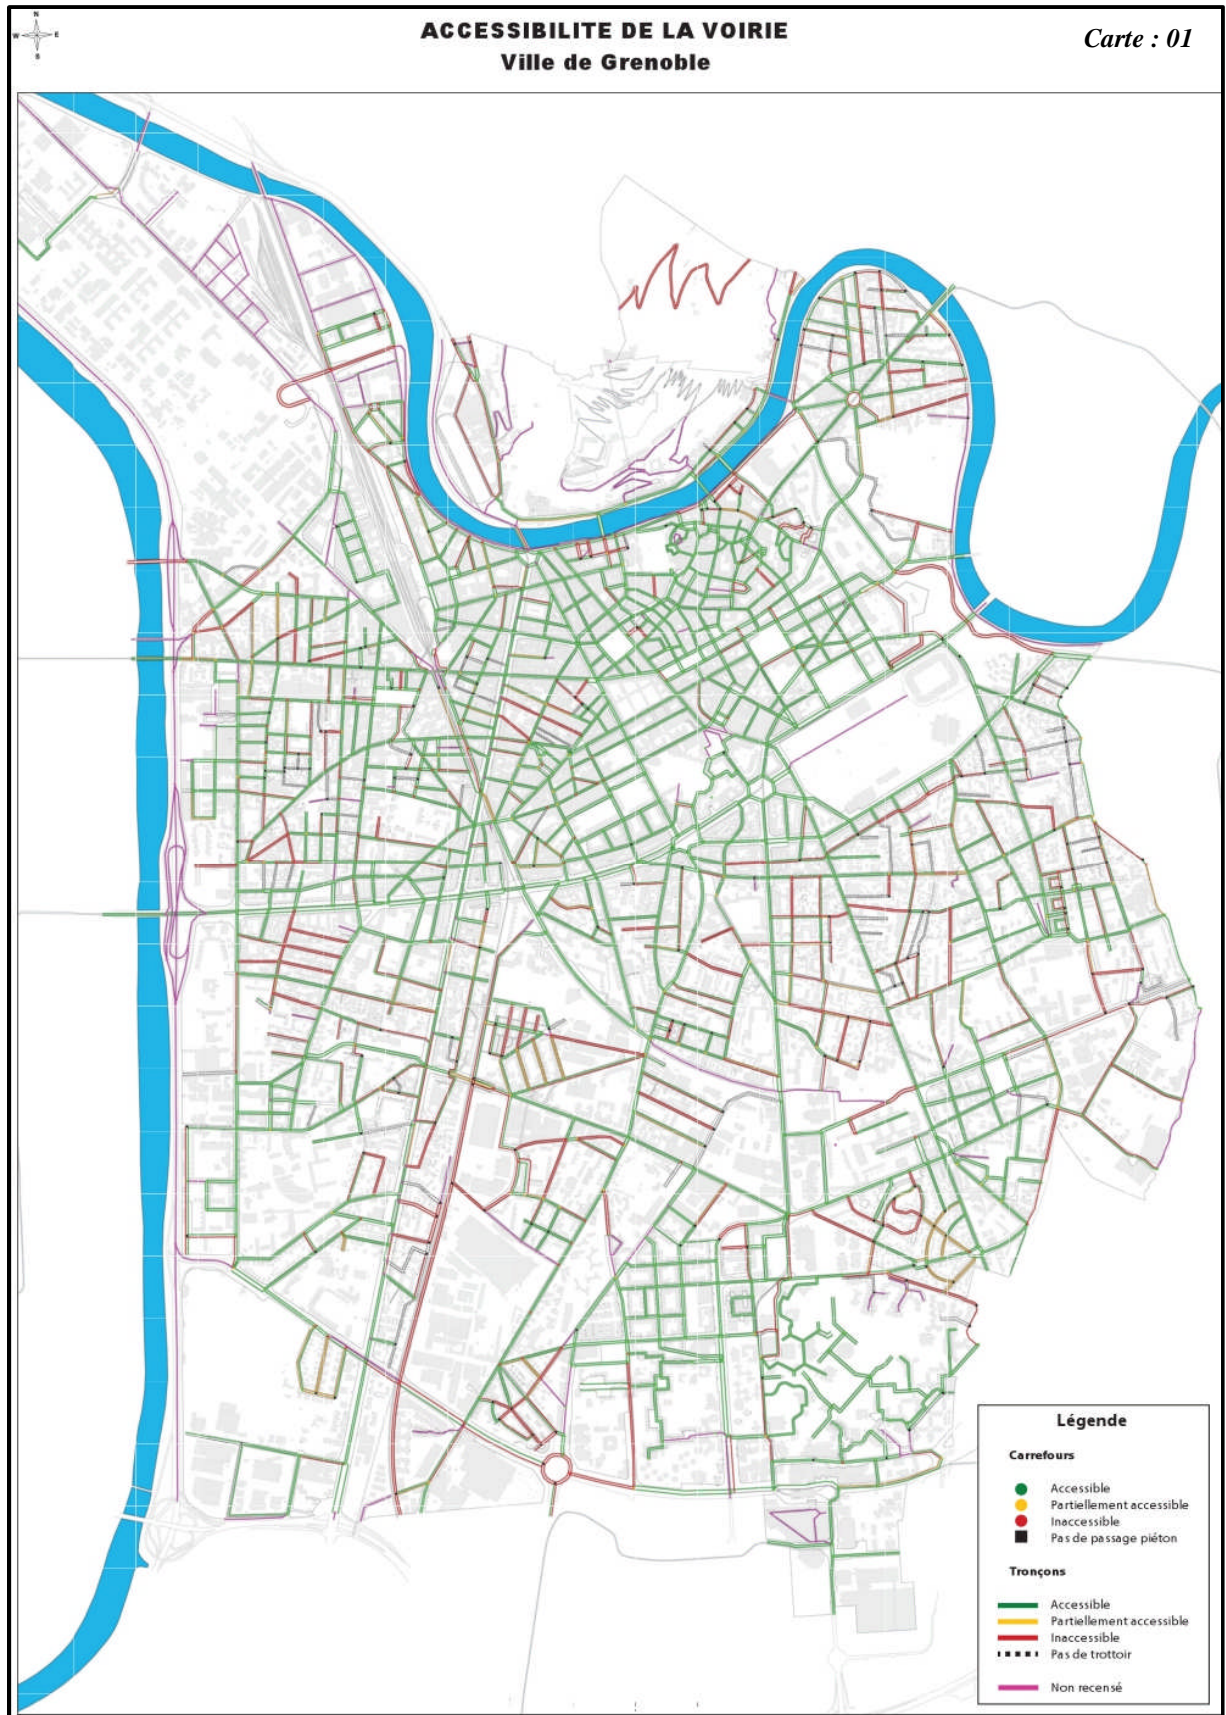 N
W E
S
ACCESSIBILITE DE LA VOIRIE
Ville de Grenoble
Carte : 01
Légende
Carrefours
Accessible
Partiellement accessible
Inaccessible
Pas de passage piéton
Tronçons
Accessible
Partiellement accessible
Inaccessible
Pas de trottoir
Non recensé